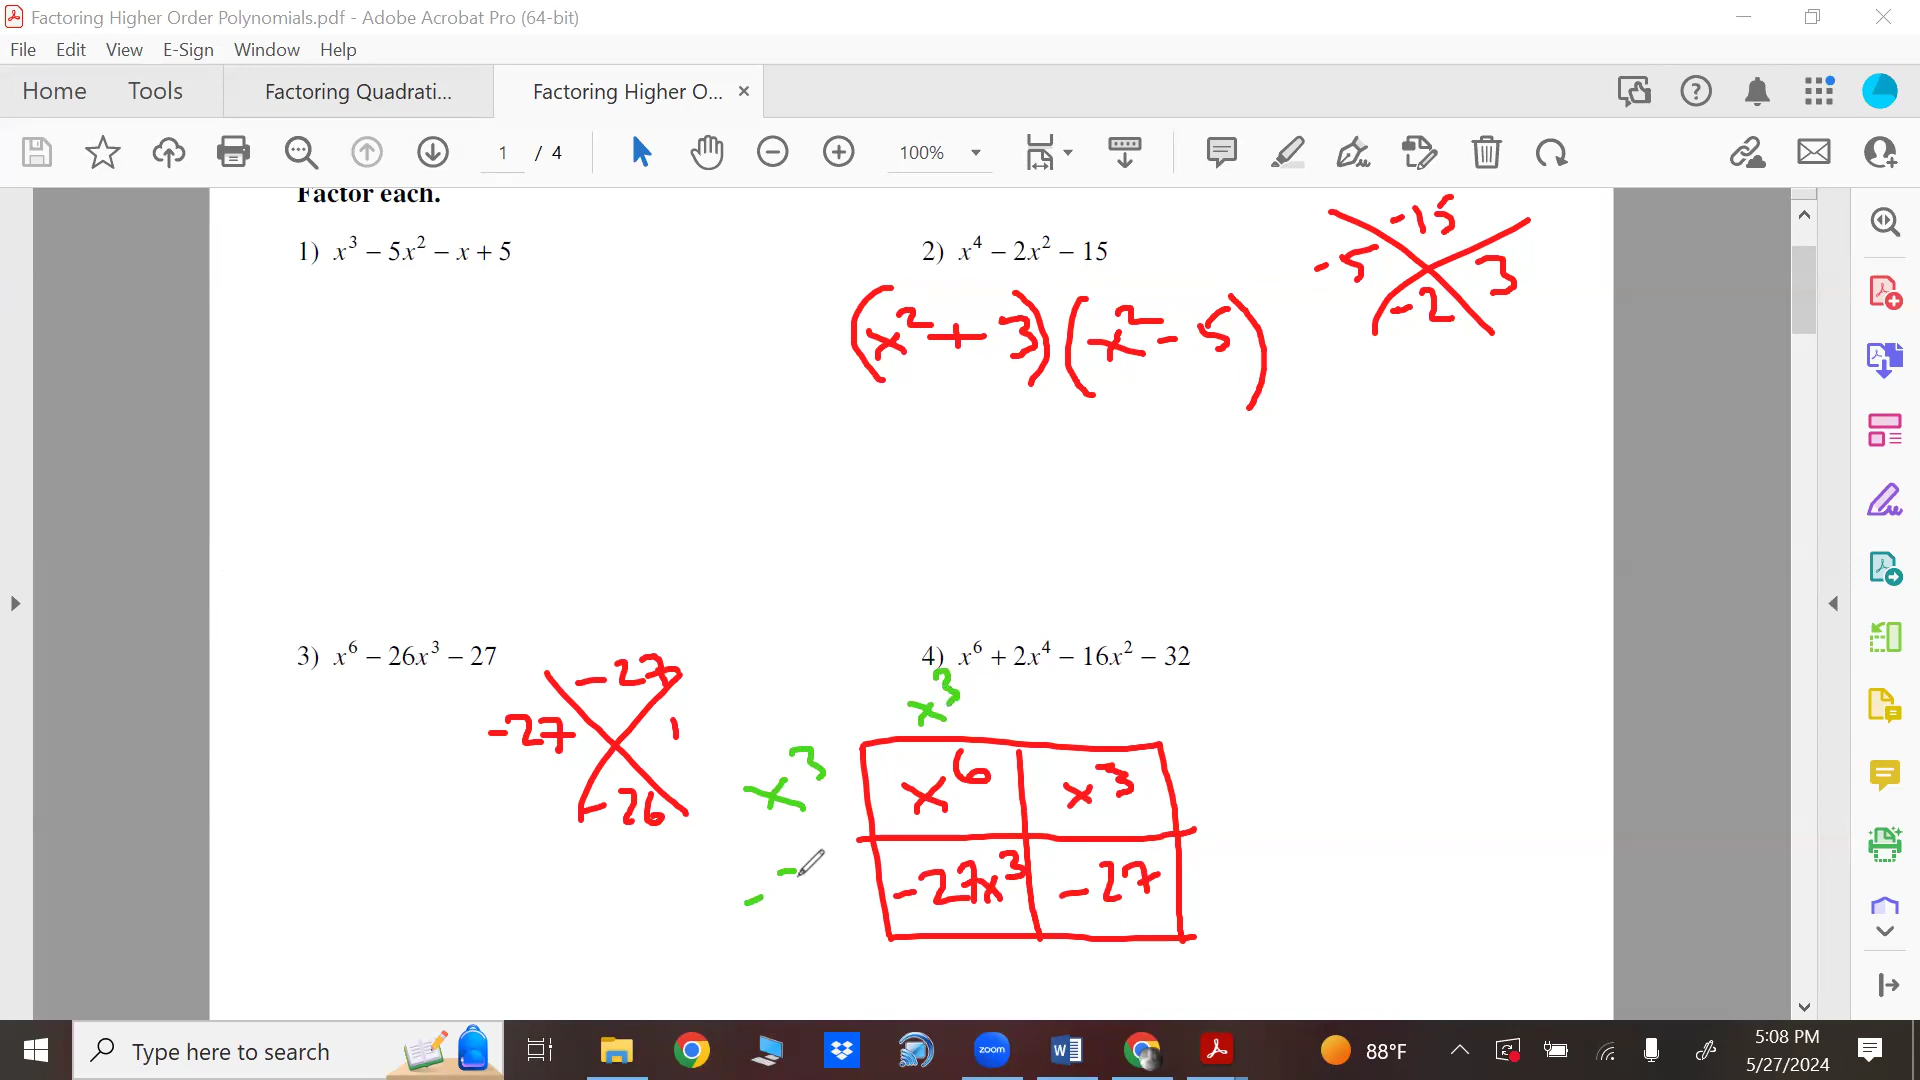 Factoring Higher Order Polynomials.pdf - Adobe Acrobat Pro (64-bit)
File Edit View E-Sign Window Help
Home Tools Factoring Quadrati... Factoring Higher O... ×
1 / 4 100%
Factor each.
1) x³ − 5x² − x + 5
2) x⁴ − 2x² − 15
-15
-5 3
-2
(x² + 3)(x² - 5)
3) x⁶ − 26x³ − 27
-27
-27 1
-26
4) x⁶ + 2x⁴ − 16x² − 32
x³
x³ x⁶ x³
- - -27x³ -27
Type here to search
zoom
88°F
5:08 PM
5/27/2024